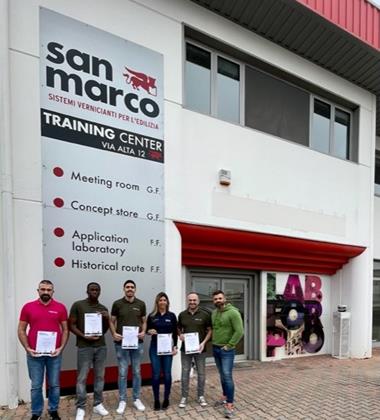 san
marco
SISTEMI VERNICIANTI PER L'EDILIZIA
TRAINING CENTER
VIA ALTA 12
Meeting room G.F.
Concept store G.F.
Application F.F.
laboratory
Historical route F.F.
LAB